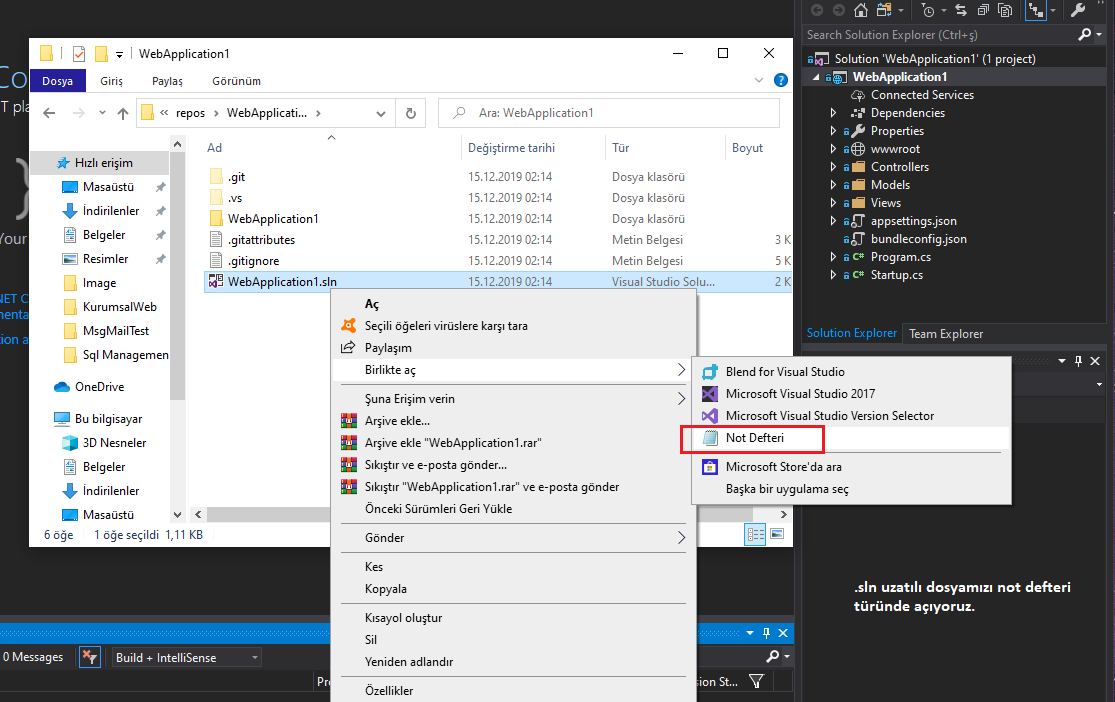 Search Solution Explorer (Ctrl+ş)
Solution 'WebApplication1' (1 project)
WebApplication1
Connected Services
Dependencies
Properties
wwwroot
Controllers
Models
Views
appsettings.json
bundleconfig.json
Program.cs
Startup.cs
Solution Explorer
Team Explorer
WebApplication1
Dosya
Giriş
Paylaş
Görünüm
« repos > WebApplicati... >
Ara: WebApplication1
Hızlı erişim
Masaüstü
İndirilenler
Belgeler
Resimler
Image
KurumsalWeb
MsgMailTest
Sql Managemen
OneDrive
Bu bilgisayar
3D Nesneler
Belgeler
İndirilenler
Masaüstü
Ad Değiştirme tarihi Tür Boyut
.git 15.12.2019 02:14 Dosya klasörü
.vs 15.12.2019 02:14 Dosya klasörü
WebApplication1 15.12.2019 02:14 Dosya klasörü
.gitattributes 15.12.2019 02:14 Metin Belgesi 3 K
.gitignore 15.12.2019 02:14 Metin Belgesi 5 K
WebApplication1.sln 15.12.2019 02:14 Visual Studio Solu... 2 K
6 öğe 1 öğe seçildi 1,11 KB
Aç
Seçili öğeleri virüslere karşı tara
Paylaşım
Birlikte aç
Şuna Erişim verin
Arşive ekle...
Arşive ekle "WebApplication1.rar"
Sıkıştır ve e-posta gönder...
Sıkıştır "WebApplication1.rar" ve e-posta gönder
Önceki Sürümleri Geri Yükle
Gönder
Kes
Kopyala
Kısayol oluştur
Sil
Yeniden adlandır
Özellikler
Blend for Visual Studio
Microsoft Visual Studio 2017
Microsoft Visual Studio Version Selector
Not Defteri
Microsoft Store'da ara
Başka bir uygulama seç
.sln uzatılı dosyamızı not defteri
türünde açıyoruz.
0 Messages
Build + IntelliSense